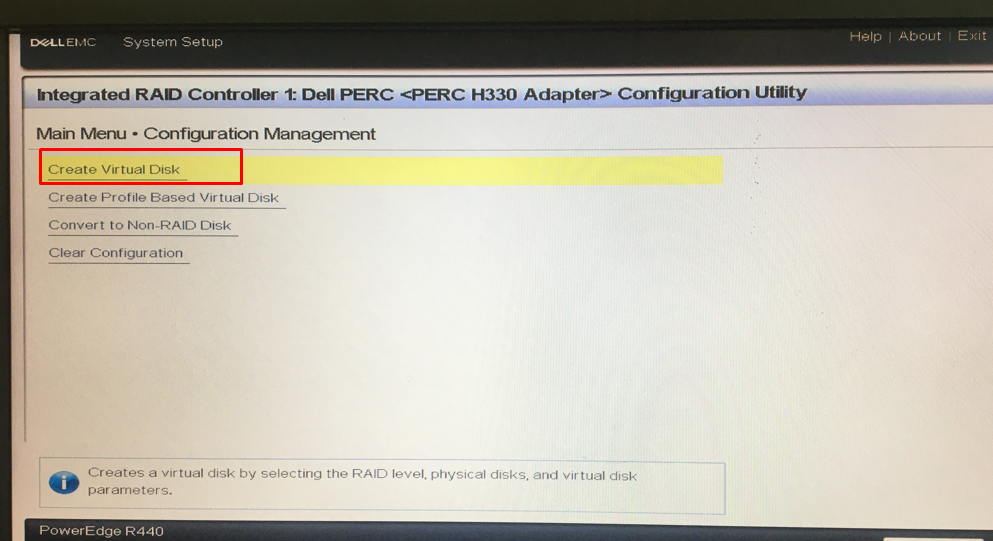 DELLEMC System Setup Help | About | Exit
Integrated RAID Controller 1: Dell PERC <PERC H330 Adapter> Configuration Utility
Main Menu • Configuration Management
Create Virtual Disk
Create Profile Based Virtual Disk
Convert to Non-RAID Disk
Clear Configuration
Creates a virtual disk by selecting the RAID level, physical disks, and virtual disk
parameters.
PowerEdge R440